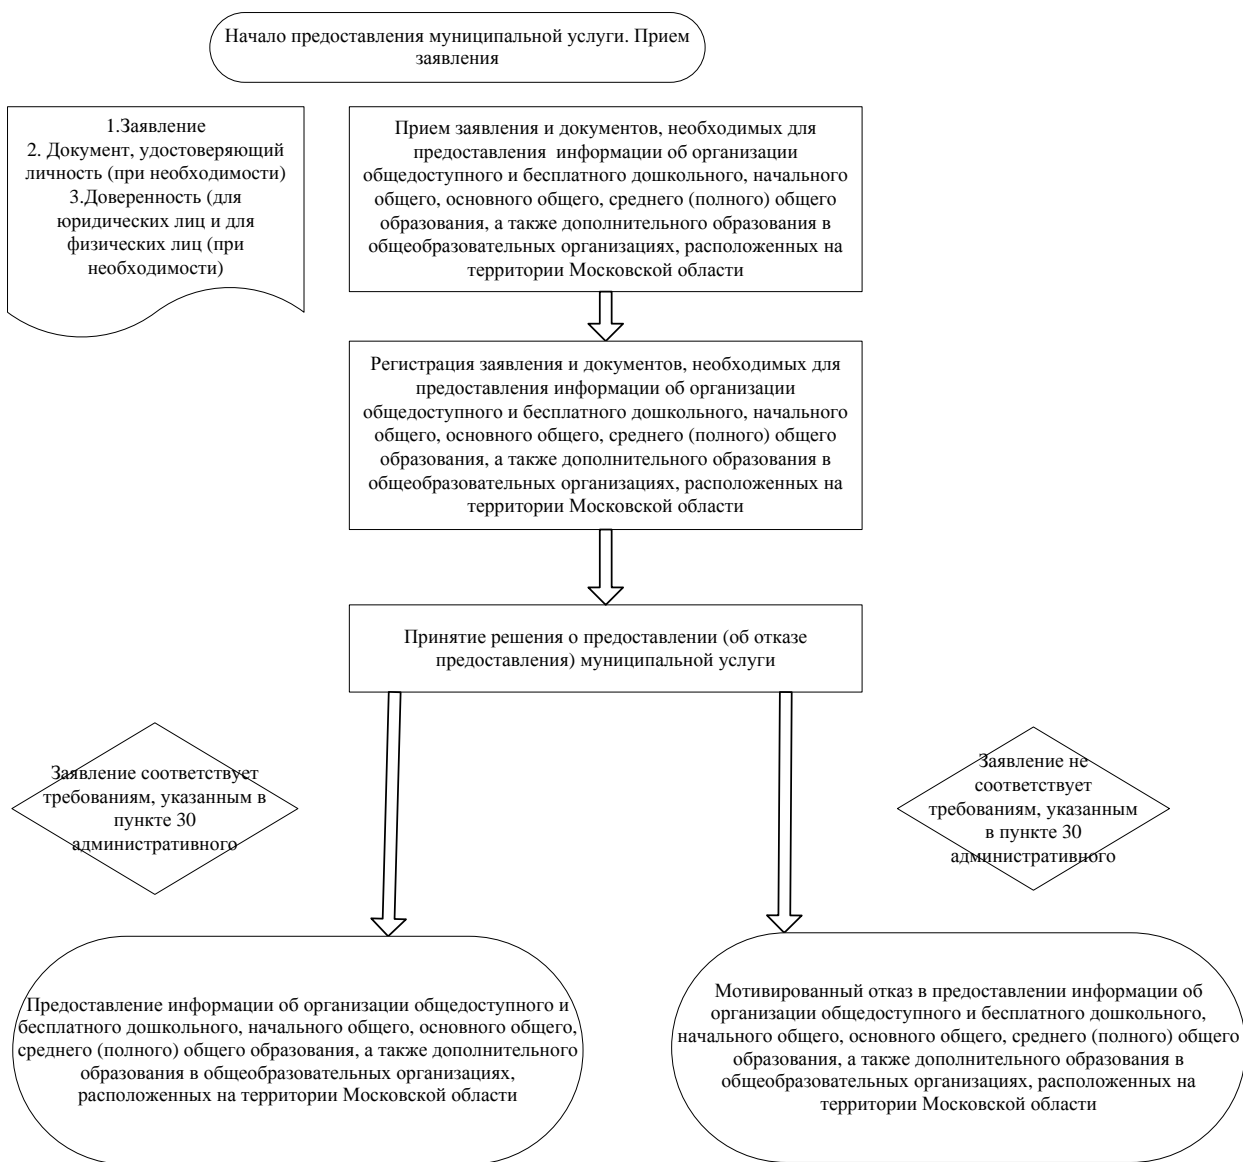 Начало предоставления муниципальной услуги. Прием
заявления
1.Заявление
2. Документ, удостоверяющий
личность (при необходимости)
3.Доверенность (для
юридических лиц и для
физических лиц (при
необходимости)
Прием заявления и документов, необходимых для
предоставления информации об организации
общедоступного и бесплатного дошкольного, начального
общего, основного общего, среднего (полного) общего
образования, а также дополнительного образования в
общеобразовательных организациях, расположенных на
территории Московской области
Регистрация заявления и документов, необходимых для
предоставления информации об организации
общедоступного и бесплатного дошкольного, начального
общего, основного общего, среднего (полного) общего
образования, а также дополнительного образования в
общеобразовательных организациях, расположенных на
территории Московской области
Принятие решения о предоставлении (об отказе
предоставления) муниципальной услуги
Заявление соответствует
требованиям, указанным в
пункте 30
административного
Заявление не
соответствует
требованиям, указанным
в пункте 30
административного
Предоставление информации об организации общедоступного и
бесплатного дошкольного, начального общего, основного общего,
среднего (полного) общего образования, а также дополнительного
образования в общеобразовательных организациях,
расположенных на территории Московской области
Мотивированный отказ в предоставлении информации об
организации общедоступного и бесплатного дошкольного,
начального общего, основного общего, среднего (полного) общего
образования, а также дополнительного образования в
общеобразовательных организациях, расположенных на
территории Московской области